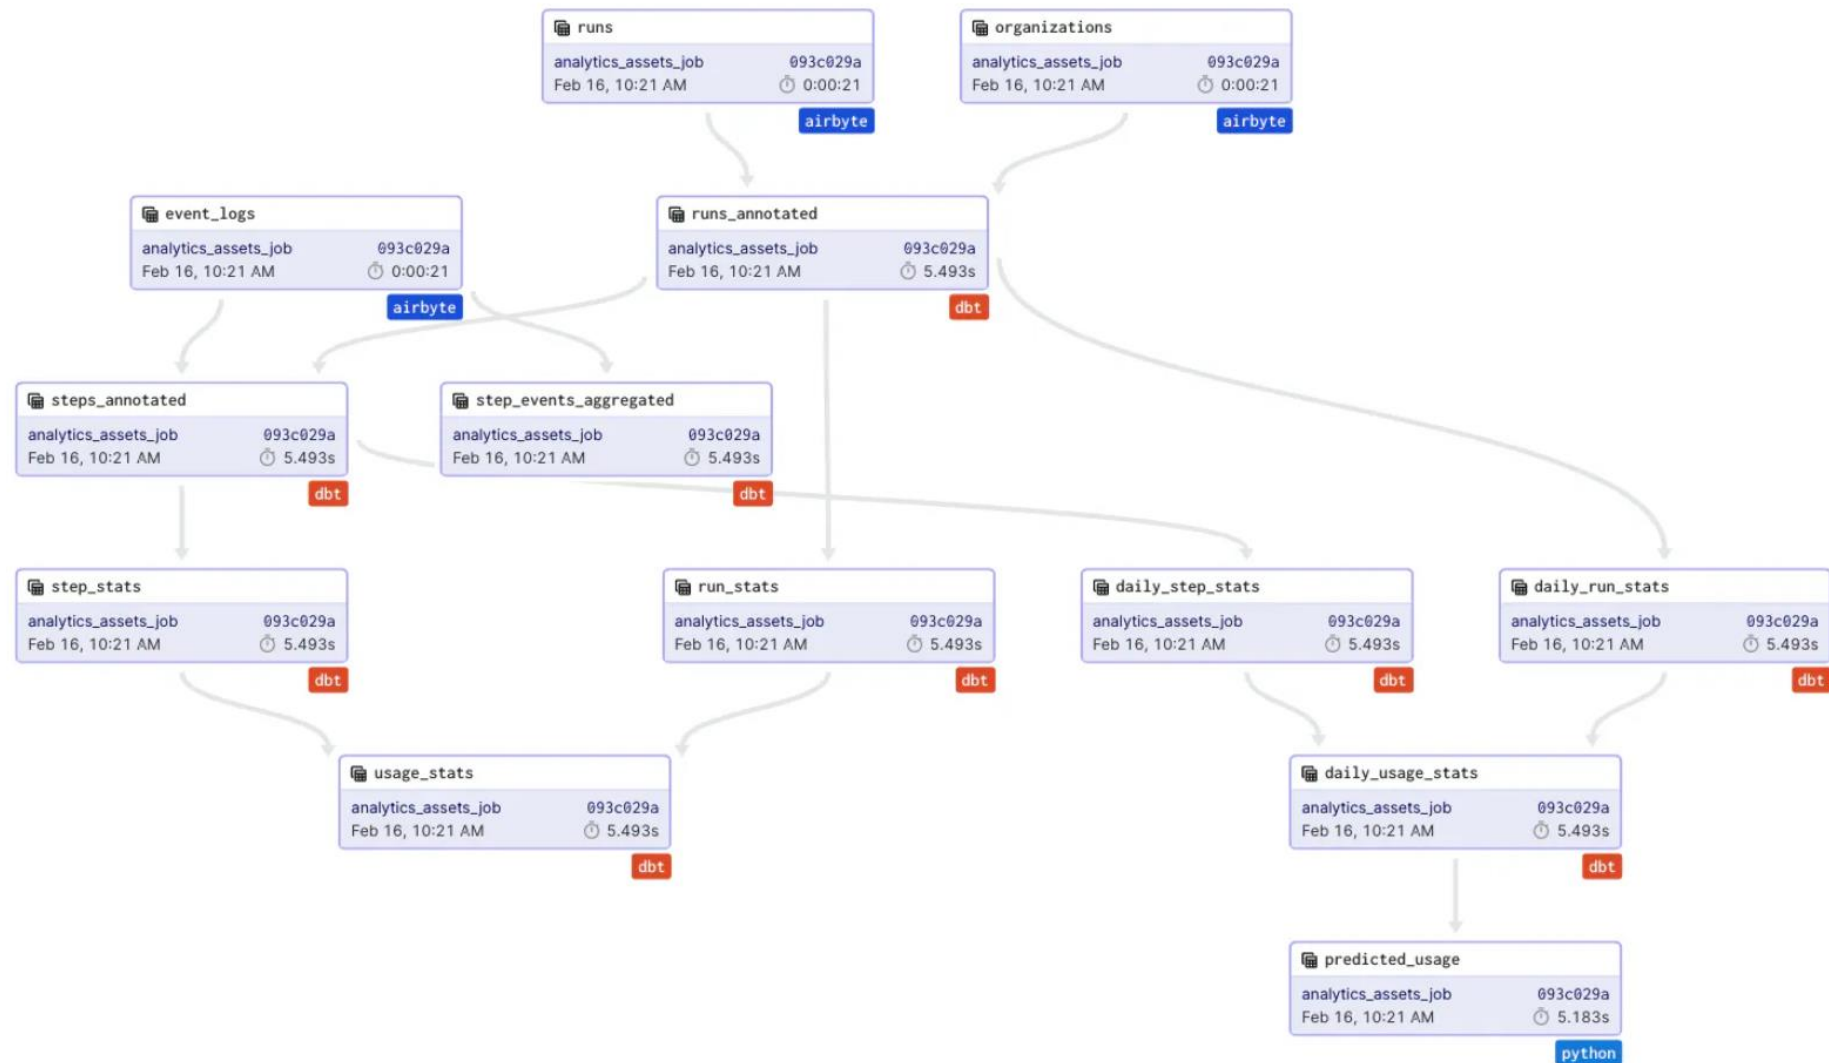 runs
analytics_assets_job 093c029a
Feb 16, 10:21 AM 0:00:21
airbyte
organizations
analytics_assets_job 093c029a
Feb 16, 10:21 AM 0:00:21
airbyte
event_logs
analytics_assets_job 093c029a
Feb 16, 10:21 AM 0:00:21
airbyte
runs_annotated
analytics_assets_job 093c029a
Feb 16, 10:21 AM 5.493s
dbt
steps_annotated
analytics_assets_job 093c029a
Feb 16, 10:21 AM 5.493s
dbt
step_events_aggregated
analytics_assets_job 093c029a
Feb 16, 10:21 AM 5.493s
dbt
step_stats
analytics_assets_job 093c029a
Feb 16, 10:21 AM 5.493s
dbt
run_stats
analytics_assets_job 093c029a
Feb 16, 10:21 AM 5.493s
dbt
daily_step_stats
analytics_assets_job 093c029a
Feb 16, 10:21 AM 5.493s
dbt
daily_run_stats
analytics_assets_job 093c029a
Feb 16, 10:21 AM 5.493s
dbt
usage_stats
analytics_assets_job 093c029a
Feb 16, 10:21 AM 5.493s
dbt
daily_usage_stats
analytics_assets_job 093c029a
Feb 16, 10:21 AM 5.493s
dbt
predicted_usage
analytics_assets_job 093c029a
Feb 16, 10:21 AM 5.183s
python